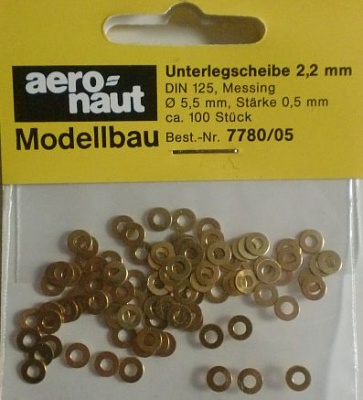 aero-
naut
Modellbau
Unterlegscheibe 2,2 mm
DIN 125, Messing
Ø 5,5 mm, Stärke 0,5 mm
ca. 100 Stück
Best.-Nr. 7780/05